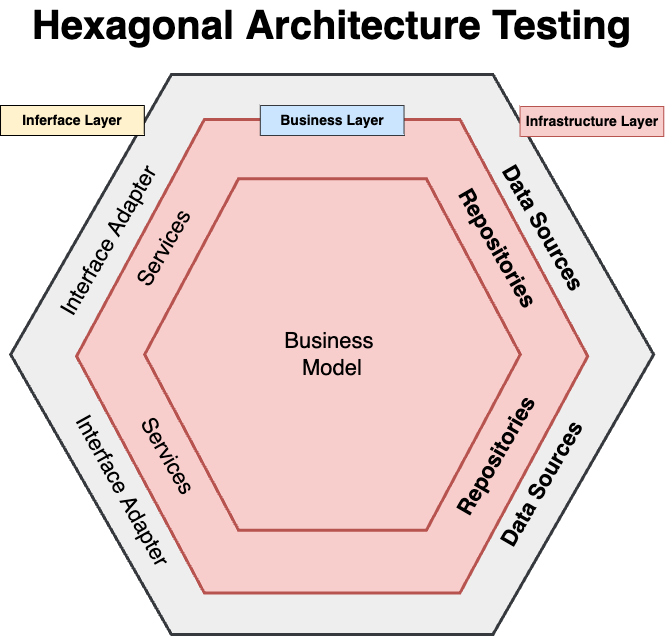 Hexagonal Architecture Testing
Inferface Layer
Business Layer
Infrastructure Layer
Interface Adapter
Services
Repositories
Data Sources
Business
Model
Interface Adapter
Services
Repositories
Data Sources